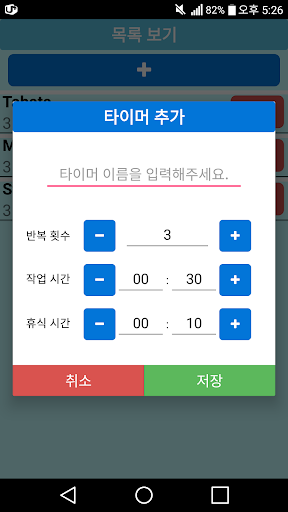 82% 오후 5:26
목록 보기
+
Tabata
3
타이머 추가
M
3
S
3
타이머 이름을 입력해주세요.
반복 횟수 - 3 +
작업 시간 - 00 : 30 +
휴식 시간 - 00 : 10 +
취소 저장